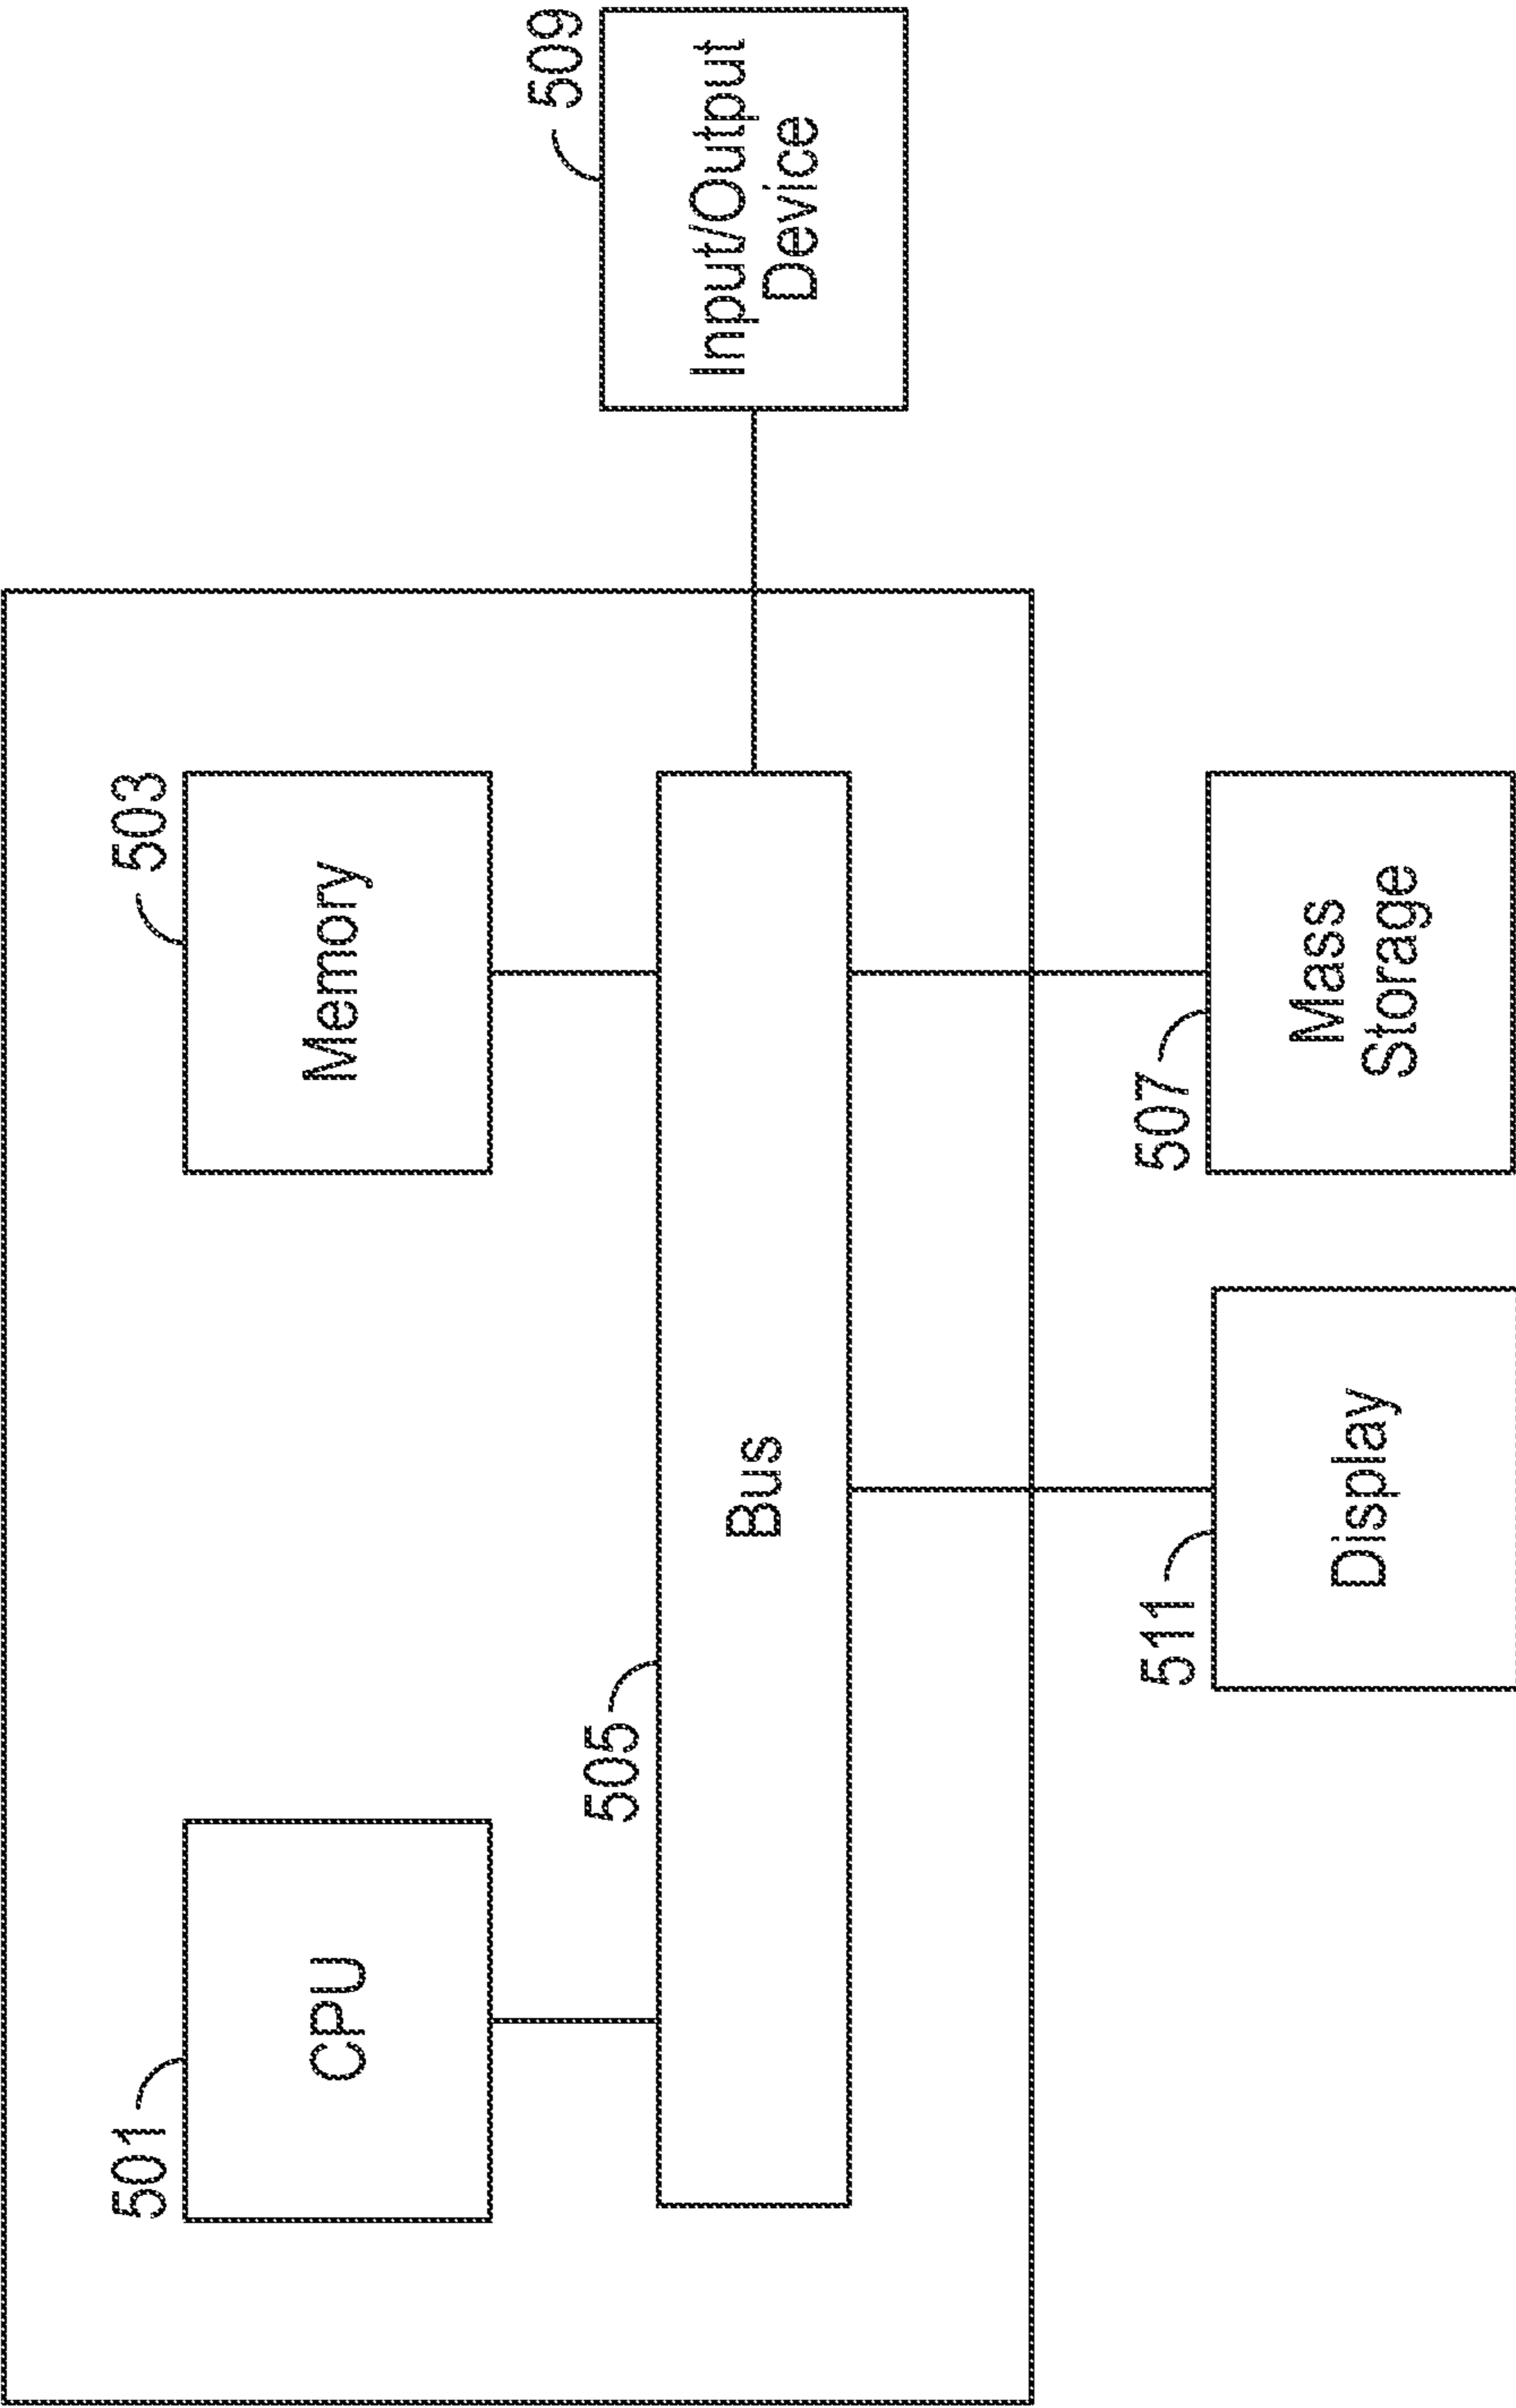 501
CPU
503
Memory
505
Bus
509
Input/Output
Device
511
Display
507
Mass
Storage